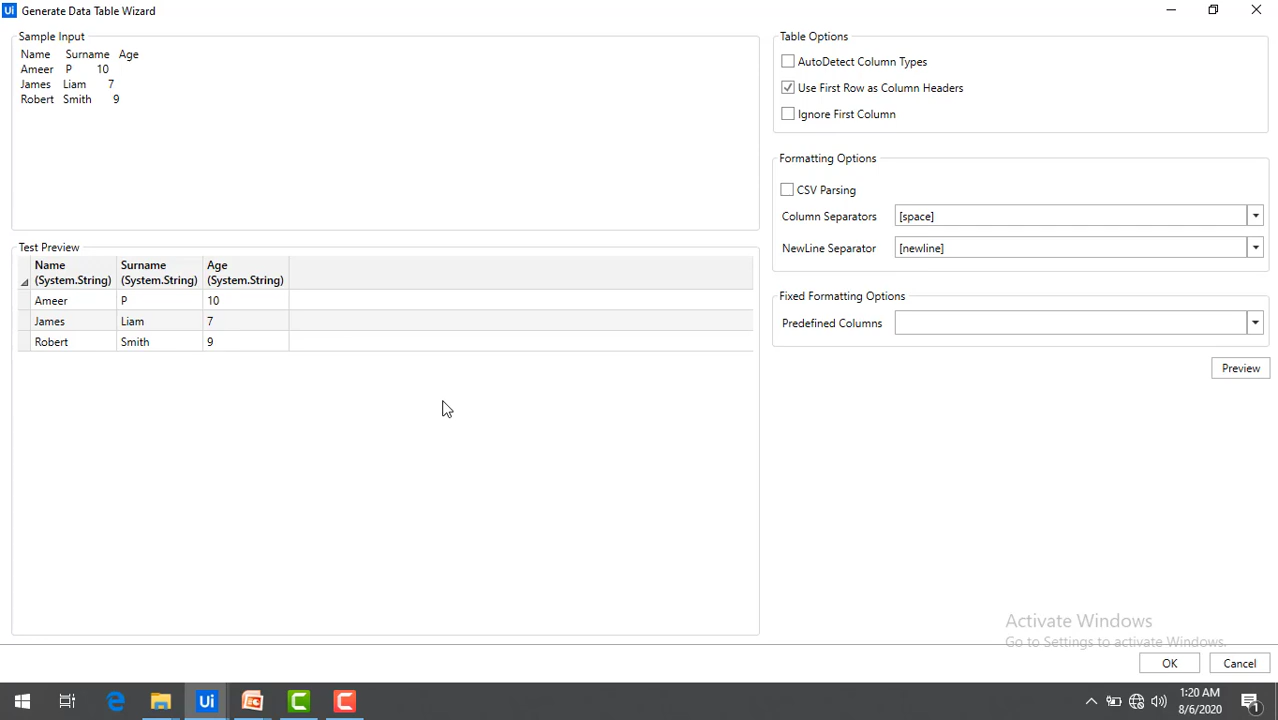 Ui Generate Data Table Wizard
Sample Input
Name Surname Age
Ameer P 10
James Liam 7
Robert Smith 9
Test Preview
Name Surname Age
(System.String) (System.String) (System.String)
Ameer P 10
James Liam 7
Robert Smith 9
Table Options
AutoDetect Column Types
Use First Row as Column Headers
Ignore First Column
Formatting Options
CSV Parsing
Column Separators [space]
NewLine Separator [newline]
Fixed Formatting Options
Predefined Columns
Preview
Activate Windows
Go to Settings to activate Windows.
OK Cancel
Ui
1:20 AM
8/6/2020
1